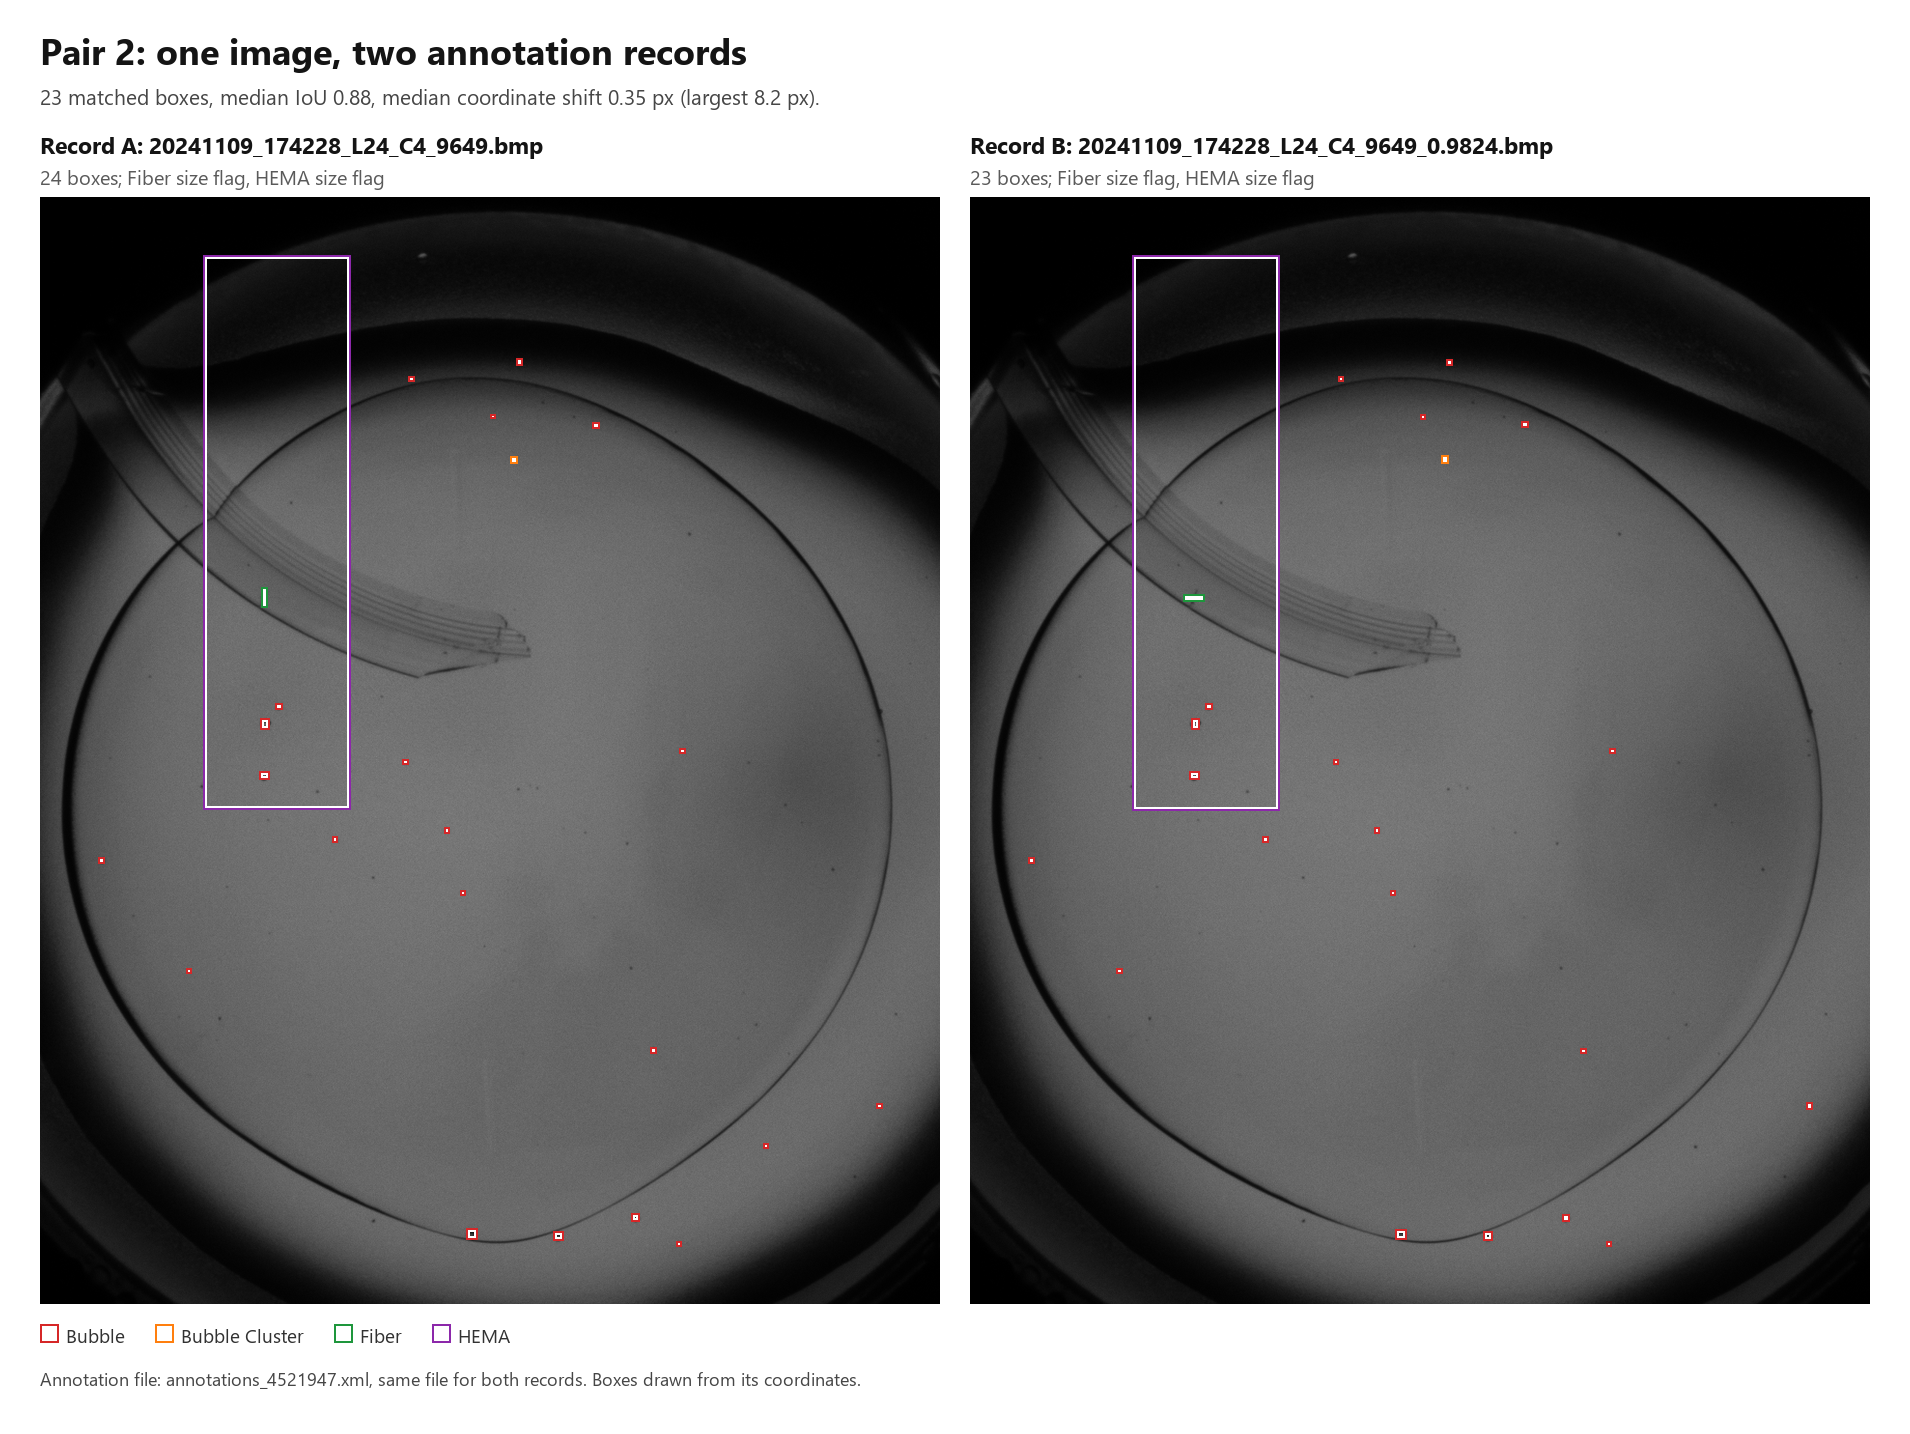 Pair 2: one image, two annotation records
23 matched boxes, median IoU 0.88, median coordinate shift 0.35 px (largest 8.2 px).
Record A: 20241109_174228_L24_C4_9649.bmp
24 boxes; Fiber size flag, HEMA size flag
Record B: 20241109_174228_L24_C4_9649_0.9824.bmp
23 boxes; Fiber size flag, HEMA size flag
Bubble
Bubble Cluster
Fiber
HEMA
Annotation file: annotations_4521947.xml, same file for both records. Boxes drawn from its coordinates.